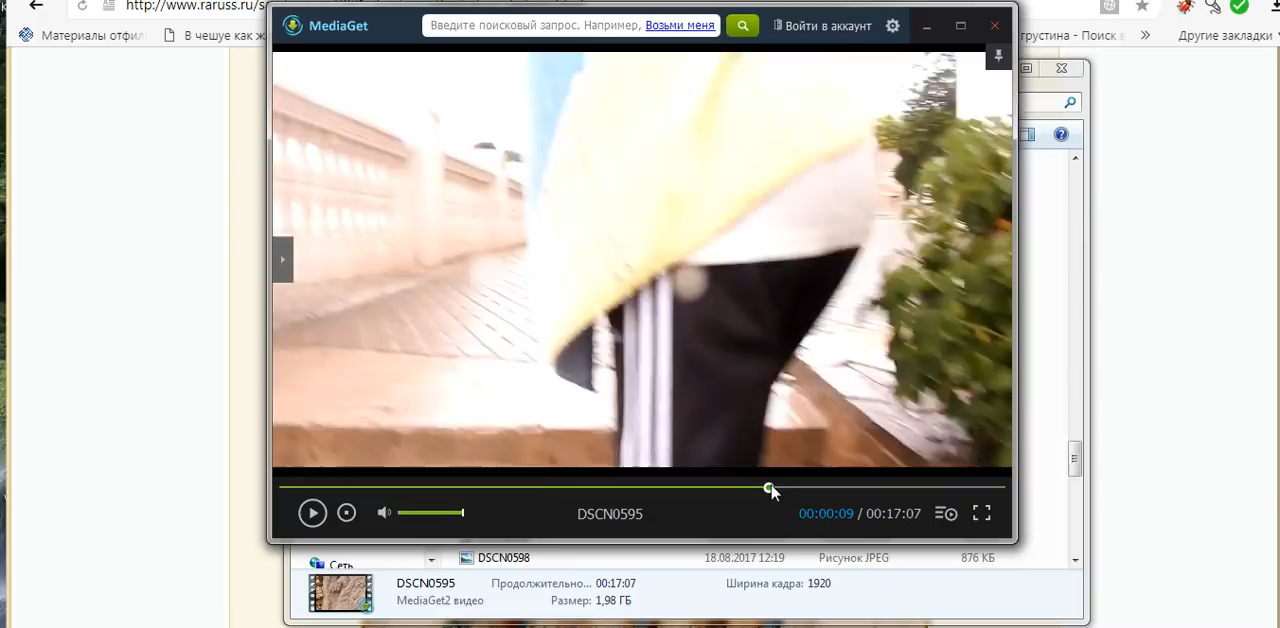 http://www.raruss.ru/s
Материалы отфил
В чешуе как ж
грустина - Поиск в
»
Другие закладки
MediaGet
Введите поисковый запрос. Например, Возьми меня
Войти в аккаунт
DSCN0595
00:00:09 / 00:17:07
Сеть
DSCN0598
18.08.2017 12:19
Рисунок JPEG
876 КБ
DSCN0595
Продолжительно... 00:17:07
Ширина кадра: 1920
MediaGet2 видео
Размер: 1,98 ГБ